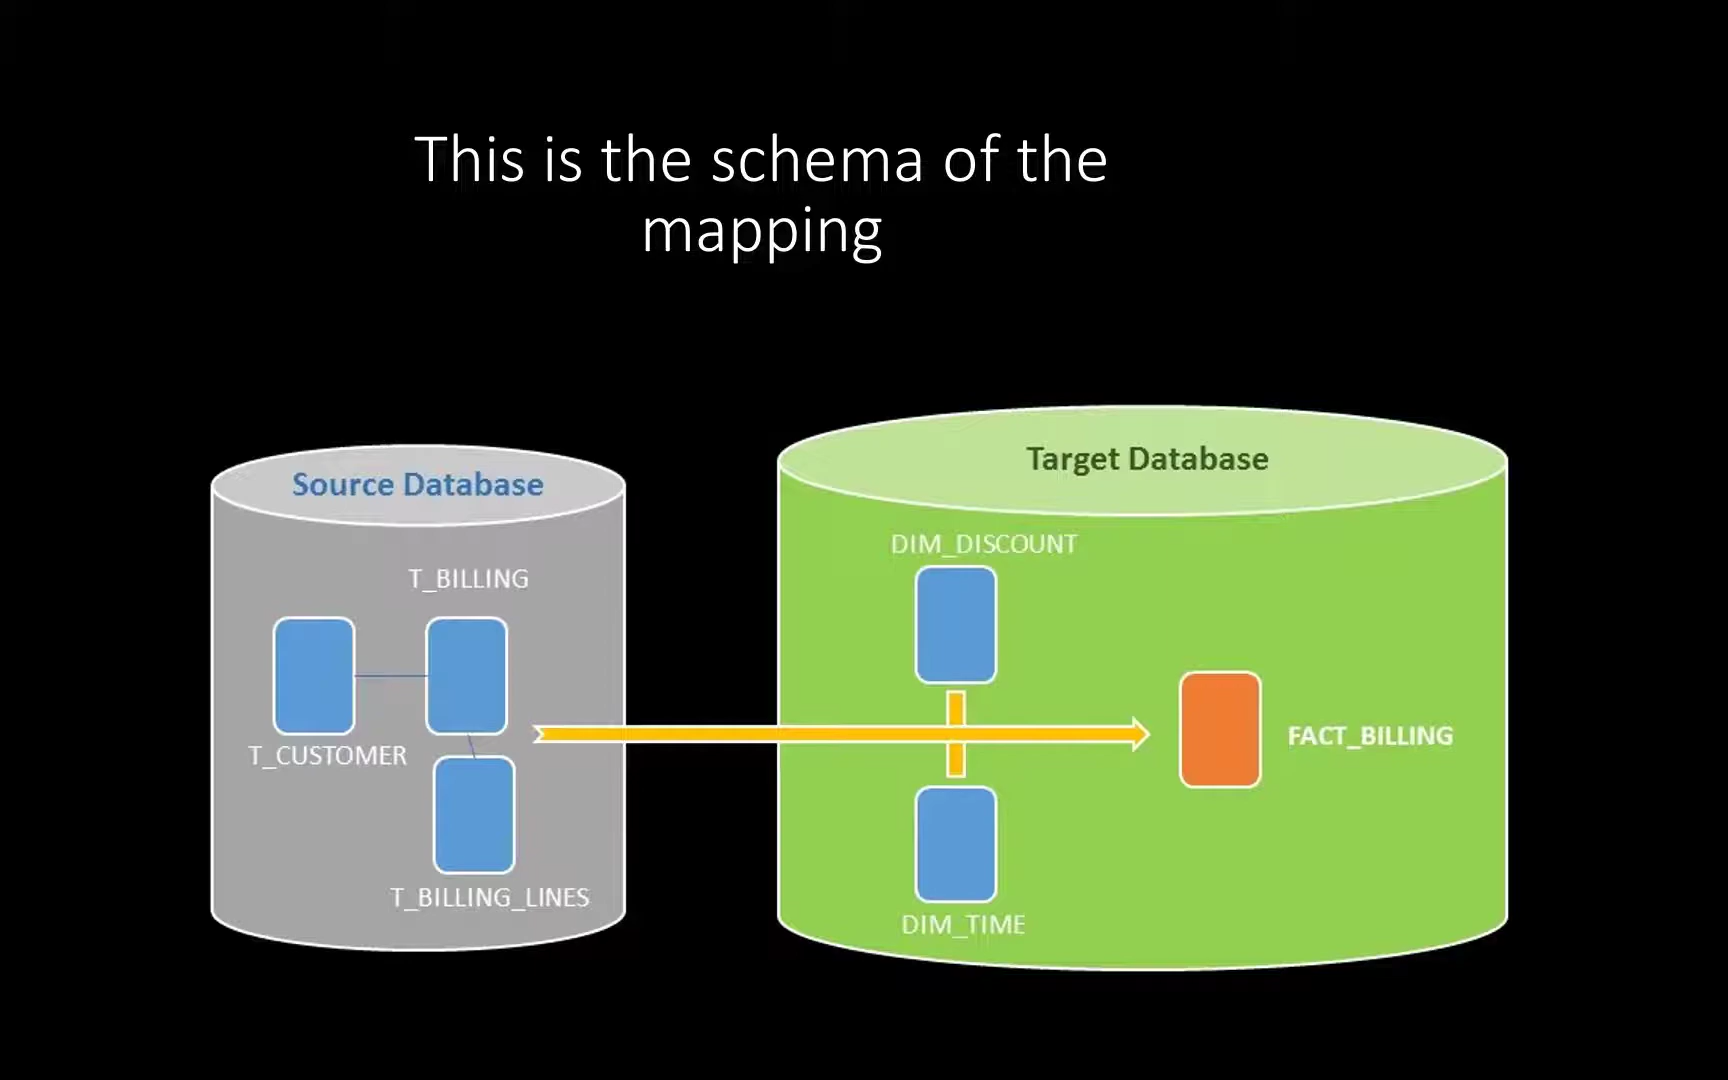 This is the schema of the
mapping
Source Database
T_BILLING
T_CUSTOMER
T_BILLING_LINES
Target Database
DIM_DISCOUNT
FACT_BILLING
DIM_TIME